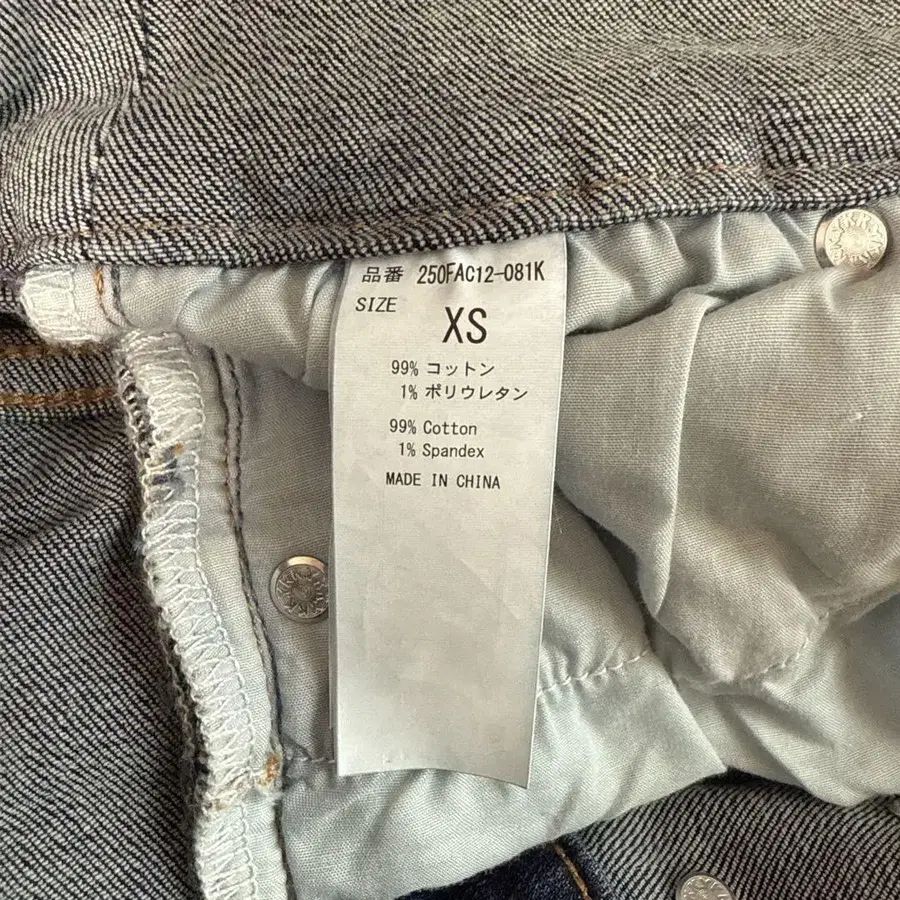 品番 250FAC12-081K
SIZE XS
99% コットン
1% ポリウレタン
99% Cotton
1% Spandex
MADE IN CHINA